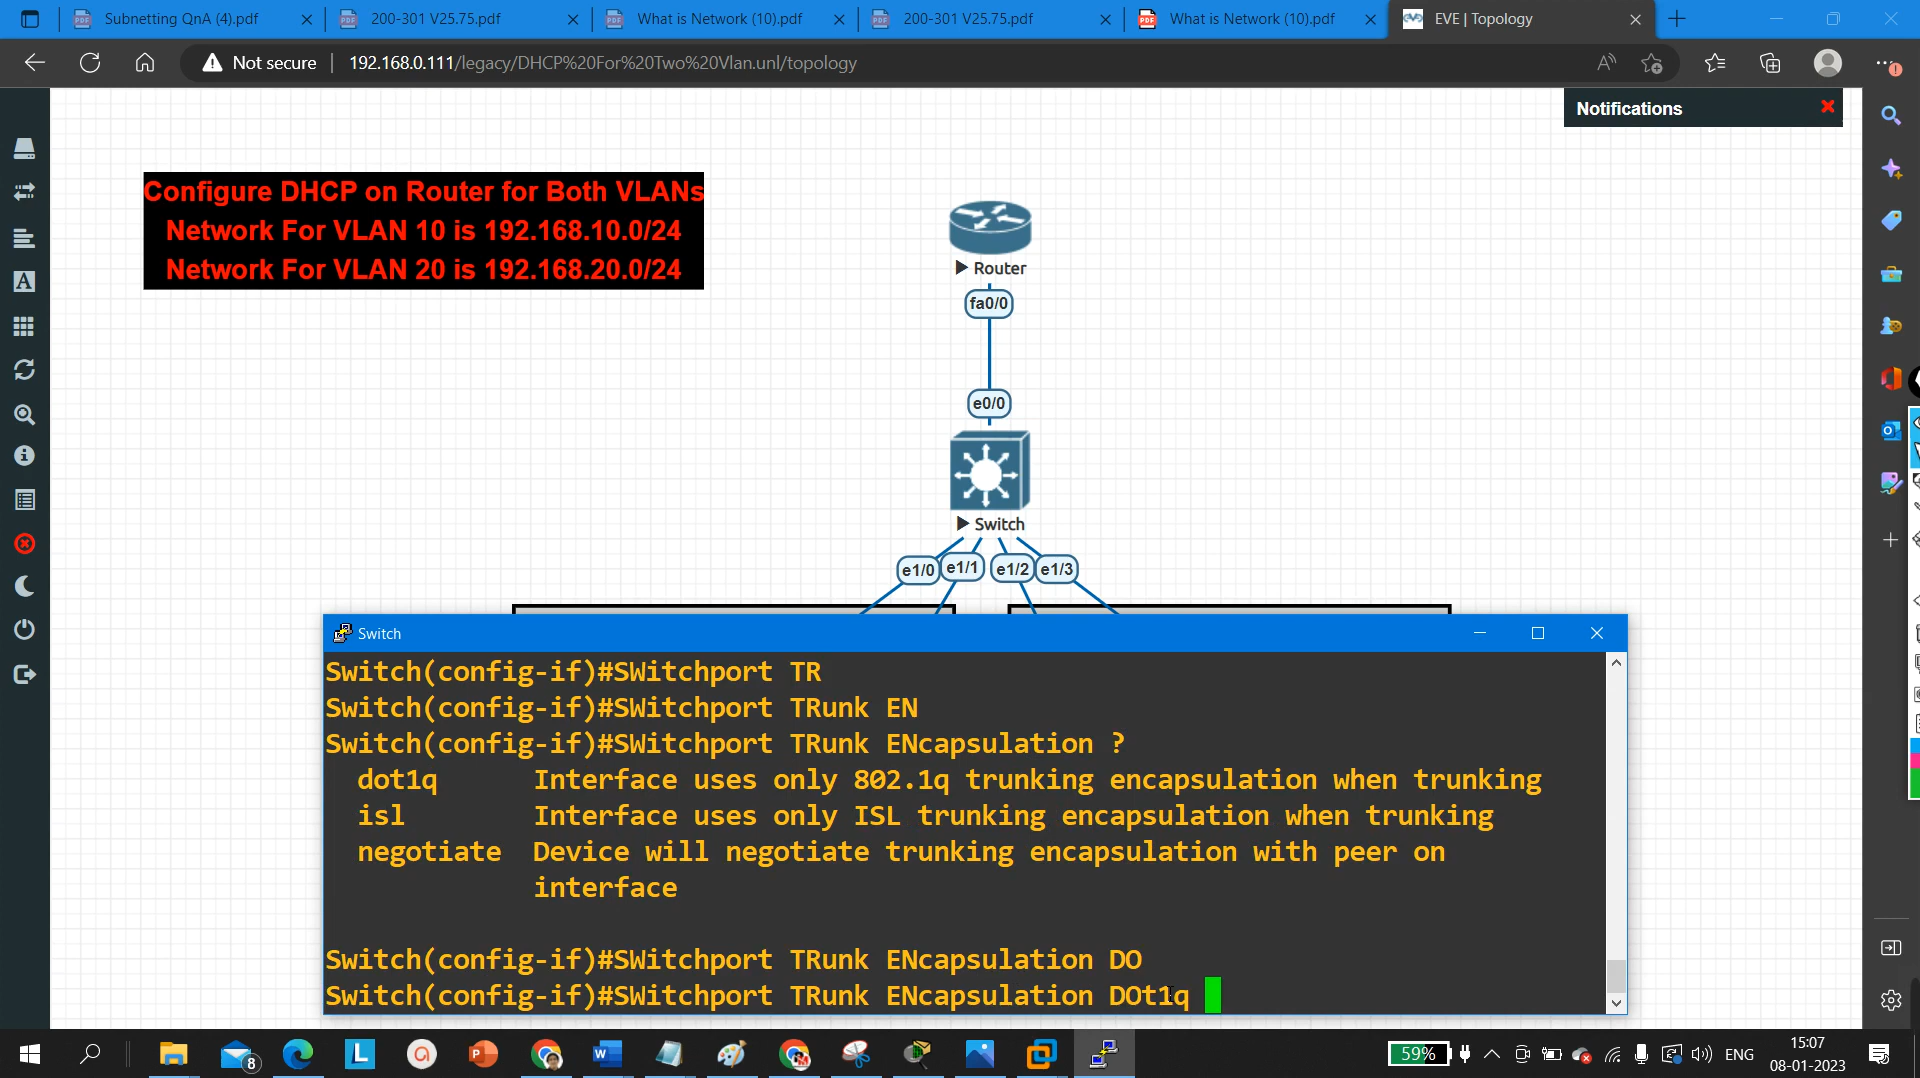 Subnetting QnA (4).pdf
200-301 V25.75.pdf
What is Network (10).pdf
200-301 V25.75.pdf
What is Network (10).pdf
EVE | Topology
Not secure
192.168.0.111/legacy/DHCP%20For%20Two%20Vlan.unl/topology
Notifications
Configure DHCP on Router for Both VLANs
Network For VLAN 10 is 192.168.10.0/24
Network For VLAN 20 is 192.168.20.0/24
Router
fa0/0
e0/0
Switch
e1/0
e1/1
e1/2
e1/3
Switch
Switch(config-if)#SWitchport TR
Switch(config-if)#SWitchport TRunk EN
Switch(config-if)#SWitchport TRunk ENcapsulation ?
dot1q Interface uses only 802.1q trunking encapsulation when trunking
isl Interface uses only ISL trunking encapsulation when trunking
negotiate Device will negotiate trunking encapsulation with peer on
interface
Switch(config-if)#SWitchport TRunk ENcapsulation DO
Switch(config-if)#SWitchport TRunk ENcapsulation DOt1q
8
59%
ENG
15:07
08-01-2023